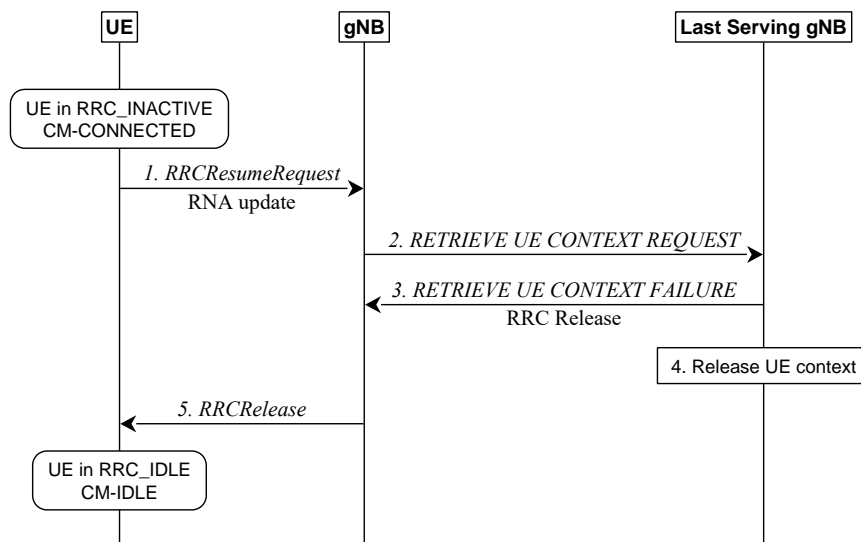 UE
gNB
Last Serving gNB
UE in RRC_INACTIVE
CM-CONNECTED
1. RRCResumeRequest
RNA update
2. RETRIEVE UE CONTEXT REQUEST
3. RETRIEVE UE CONTEXT FAILURE
RRC Release
4. Release UE context
5. RRCRelease
UE in RRC_IDLE
CM-IDLE